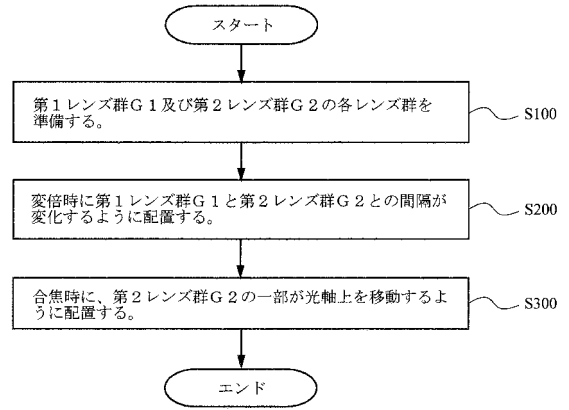 スタート
第1レンズ群G1及び第2レンズ群G2の各レンズ群を
準備する。
S100
変倍時に第1レンズ群G1と第2レンズ群G2との間隔が
変化するように配置する。
S200
合焦時に、第2レンズ群G2の一部が光軸上を移動するよ
うに配置する。
S300
エンド